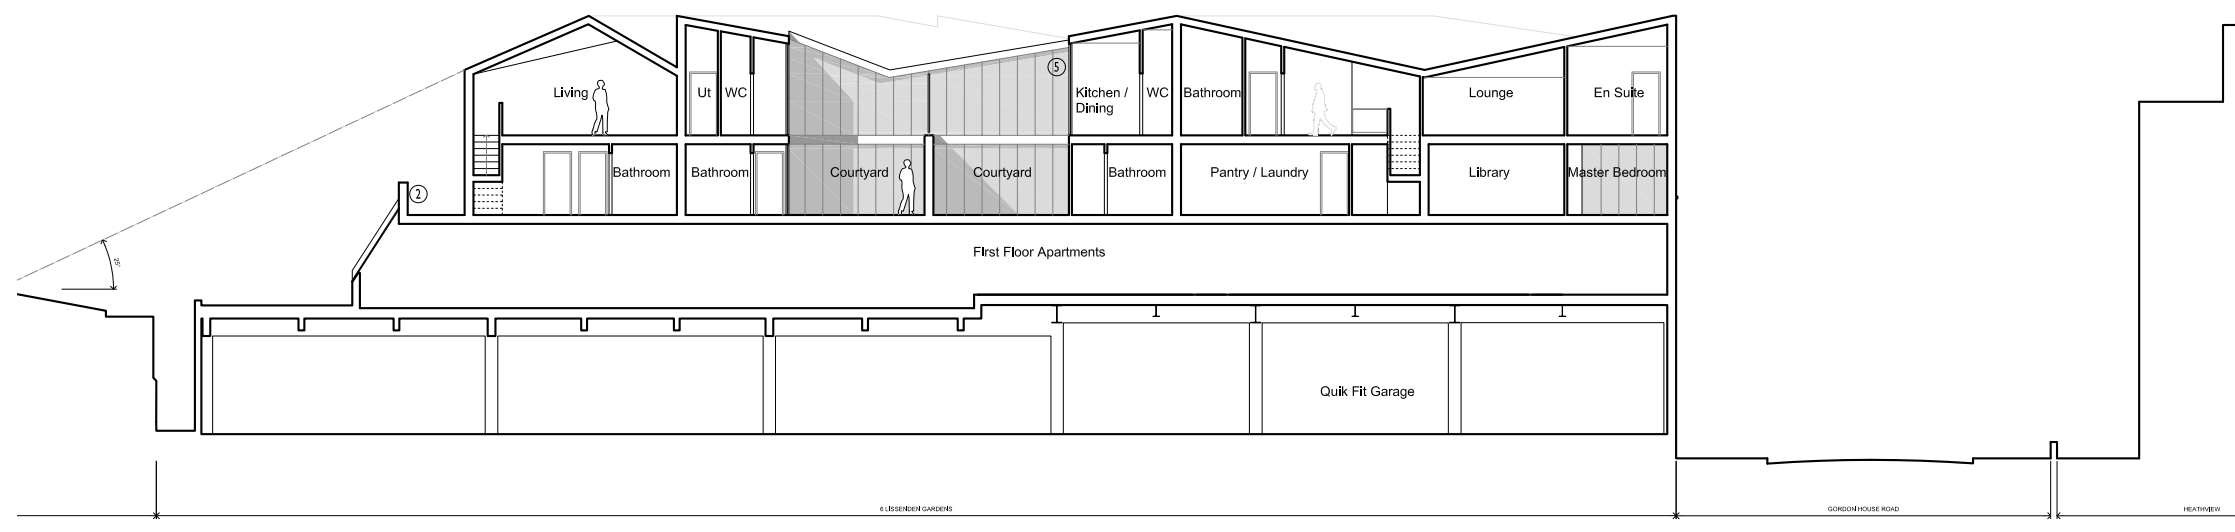 5
Living
Ut
WC
Kitchen /
Dining
WC
Bathroom
Lounge
En Suite
Bathroom
Bathroom
Courtyard
Courtyard
Bathroom
Pantry / Laundry
Library
Master Bedroom
2
First Floor Apartments
25°
Quik Fit Garage
6 LISSENDEN GARDENS
GORDON HOUSE ROAD
HEATHVIEW